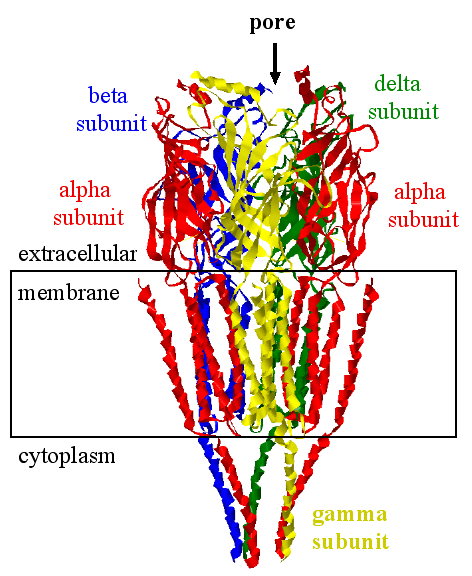 pore
beta
subunit
delta
subunit
alpha
subunit
alpha
subunit
extracellular
membrane
cytoplasm
gamma
subunit